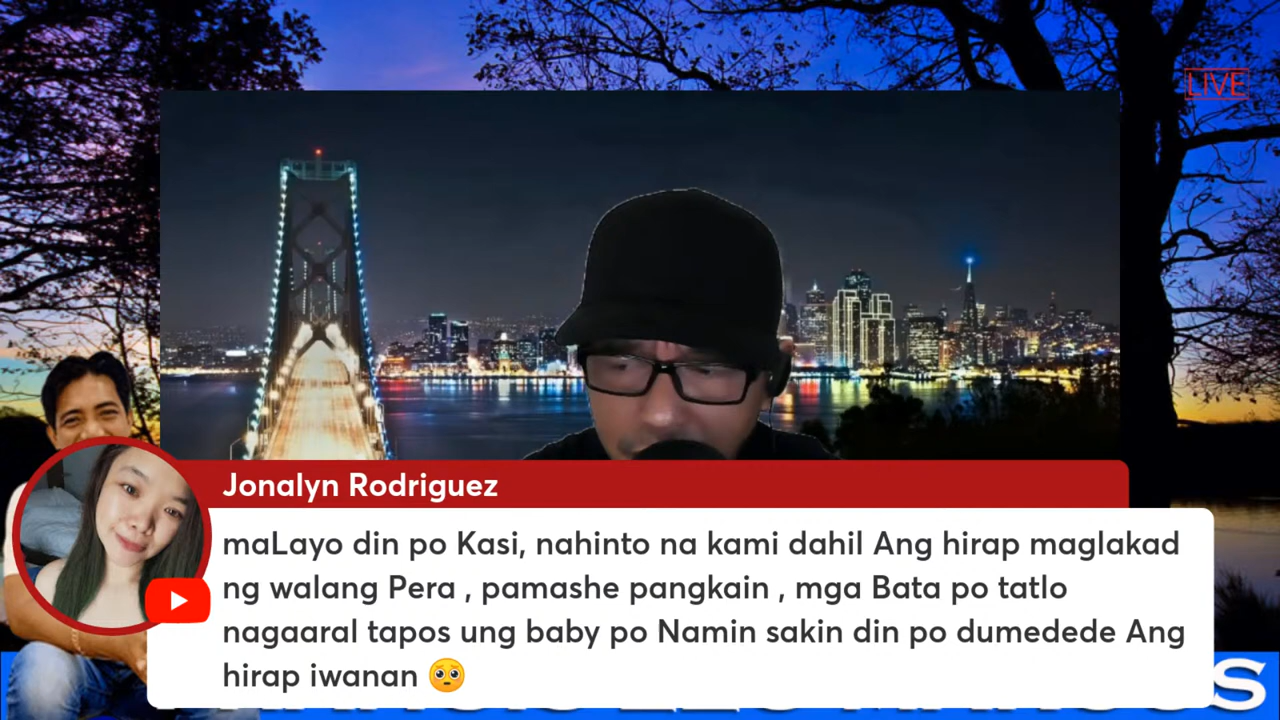 LIVE
Jonalyn Rodriguez
maLayo din po Kasi, nahinto na kami dahil Ang hirap maglakad
ng walang Pera , pamashe pangkain , mga Bata po tatlo
nagaaral tapos ung baby po Namin sakin din po dumedede Ang
hirap iwanan 🥺